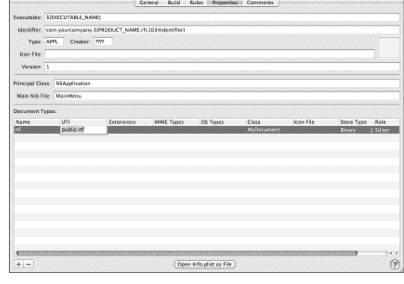 General Build Rules Properties Comments
Executable: ${EXECUTABLE_NAME}
Identifier: com.yourcompany.${PRODUCT_NAME:rfc1034Identifier}
Type: APPL Creator: ????
Icon File:
Version: 1
Principal Class: NSApplication
Main Nib File: MainMenu
Document Types:
Name UTI Extensions MIME Types OS Types Class Icon File Store Type Role
rtf public.rtf MyDocument Binary Editor
+ −
Open Info.plist as File
?